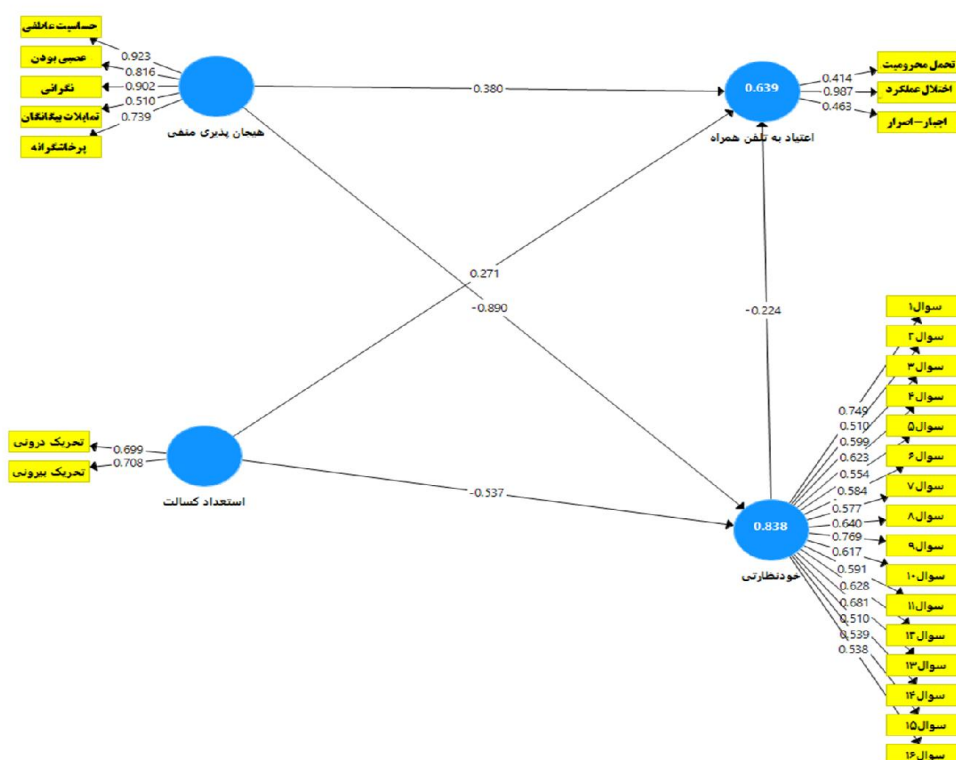 حساسیت عاطفی
عصبی بودن
نگرانی
تمایلات بیگانگان
پرخاشگرانه
0.923
0.816
0.902
0.510
0.739
هیجان پذیری منفی
0.380
0.639
اعتیاد به تلفن همراه
0.414
0.987
0.463
تحمل محرومیت
اختلال عملکرد
اجبار-اصرار
0.271
-0.890
-0.224
تحریک درونی
تحریک بیرونی
0.699
0.708
استعداد کسالت
-0.537
0.838
خودنظارتی
0.749
0.510
0.599
0.623
0.554
0.584
0.577
0.640
0.769
0.617
0.591
0.628
0.681
0.510
0.539
0.538
سوال۱
سوال۲
سوال۳
سوال۴
سوال۵
سوال۶
سوال۷
سوال۸
سوال۹
سوال۱۰
سوال۱۱
سوال۱۲
سوال۱۳
سوال۱۴
سوال۱۵
سوال۱۶